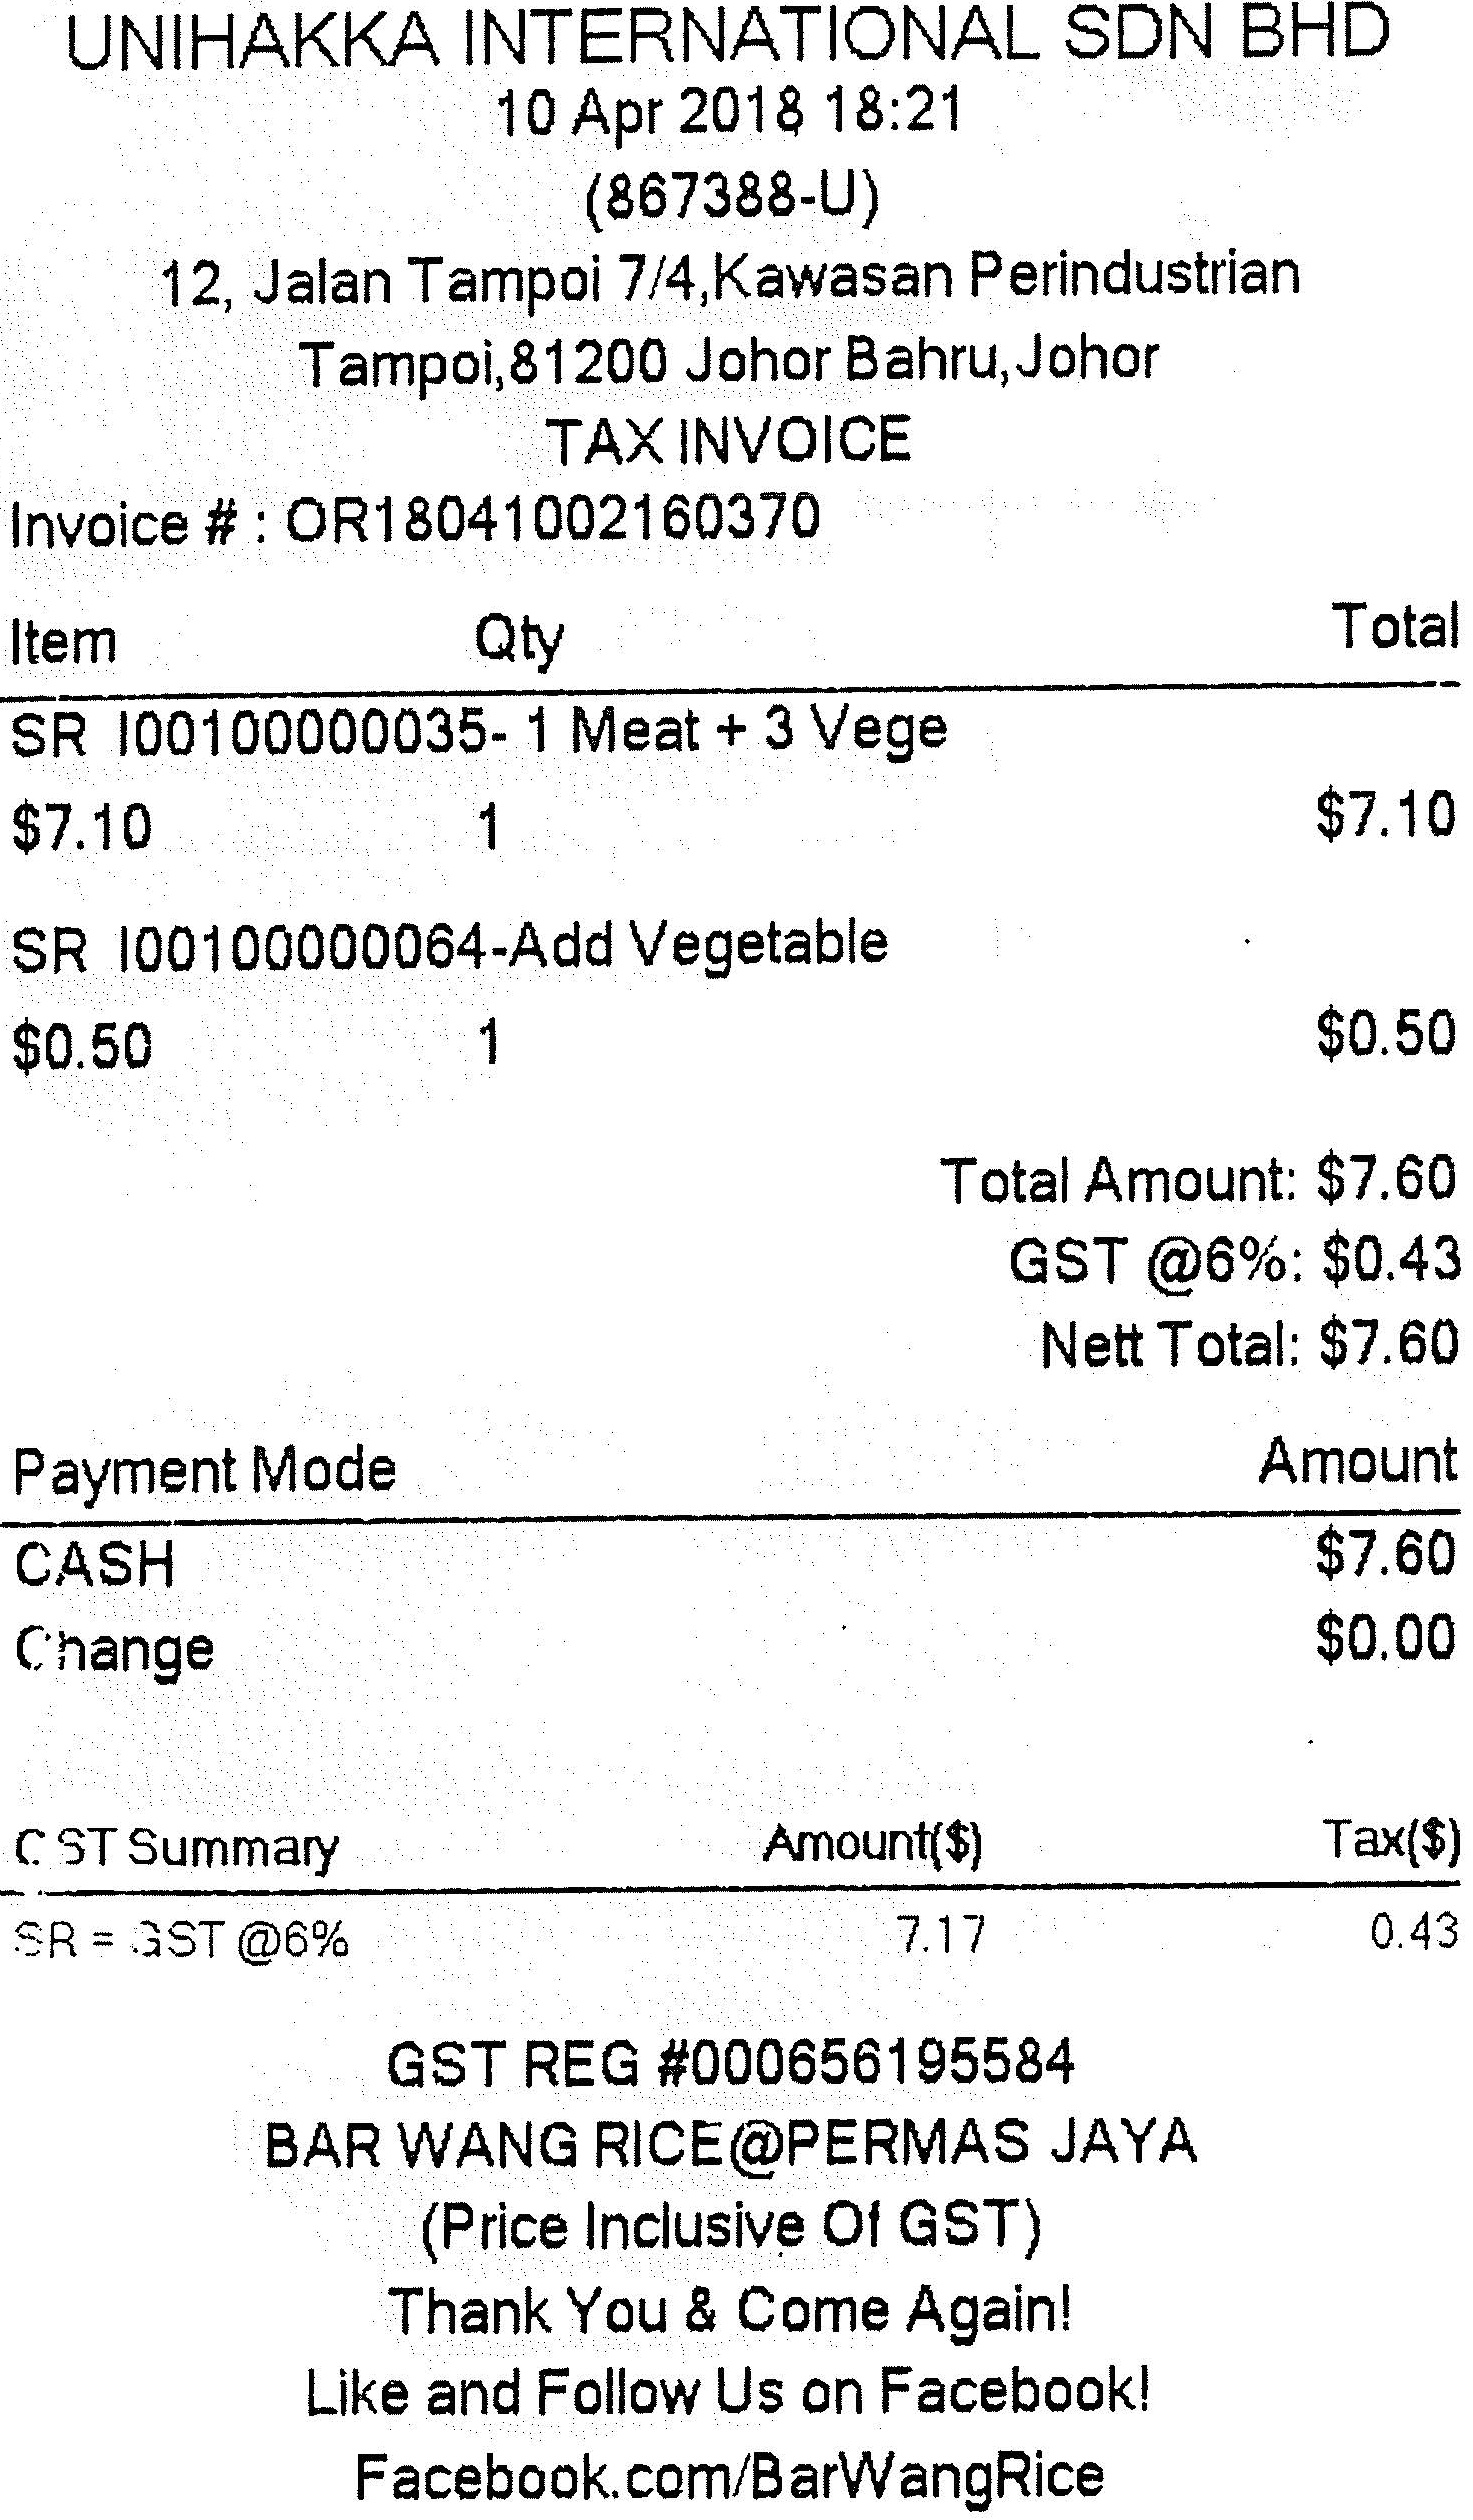 UNIHAKKA INTERNATIONAL SDN BHD
10 Apr 2018 18:21
(867388-U)
12, Jalan Tampoi 7/4,Kawasan Perindustrian
Tampoi,81200 Johor Bahru,Johor
TAX INVOICE
Invoice # : OR18041002160370
Item Qty Total
SR I00100000035- 1 Meat + 3 Vege
$7.10 1 $7.10
SR I00100000064-Add Vegetable
$0.50 1 $0.50
Total Amount: $7.60
GST @6%: $0.43
Nett Total: $7.60
Payment Mode Amount
CASH $7.60
Change $0.00
GST Summary Amount($) Tax($)
SR = GST @6% 7.17 0.43
GST REG #000656195584
BAR WANG RICE@PERMAS JAYA
(Price Inclusive Of GST)
Thank You & Come Again!
Like and Follow Us on Facebook!
Facebook.com/BarWangRice